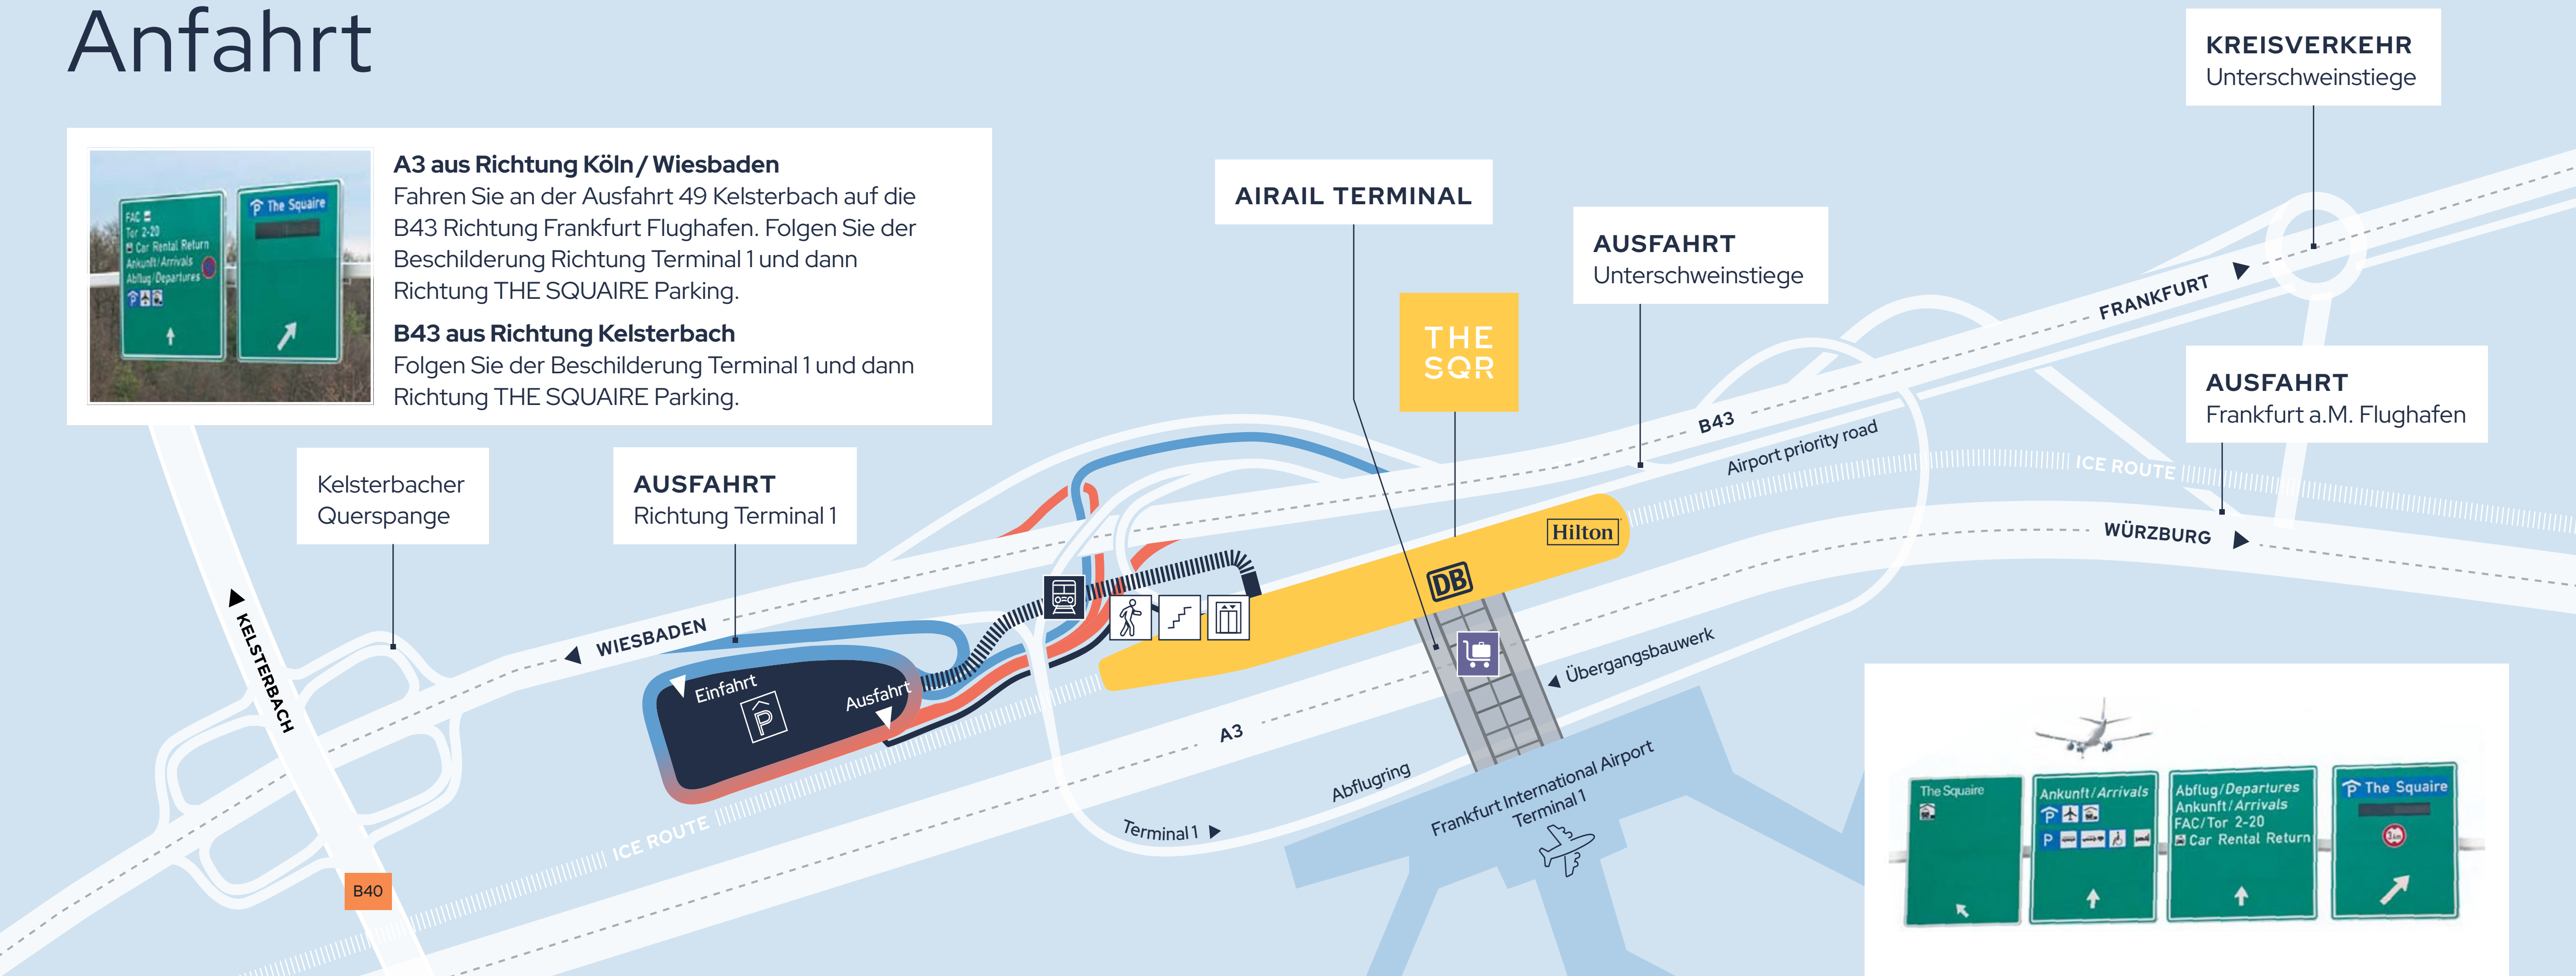 Anfahrt
FAC
Tor 2-20
Car Rental Return
Ankunft/Arrivals
Abflug/Departures
P
The Squaire
A3 aus Richtung Köln / Wiesbaden
Fahren Sie an der Ausfahrt 49 Kelsterbach auf die
B43 Richtung Frankfurt Flughafen. Folgen Sie der
Beschilderung Richtung Terminal 1 und dann
Richtung THE SQUAIRE Parking.
B43 aus Richtung Kelsterbach
Folgen Sie der Beschilderung Terminal 1 und dann
Richtung THE SQUAIRE Parking.
KREISVERKEHR
Unterschweinstiege
AIRAIL TERMINAL
AUSFAHRT
Unterschweinstiege
THE
SQR
AUSFAHRT
Frankfurt a.M. Flughafen
Kelsterbacher
Querspange
AUSFAHRT
Richtung Terminal 1
FRANKFURT
B43
Airport priority road
ICE ROUTE
WÜRZBURG
Hilton
DB
WIESBADEN
KELSTERBACH
Einfahrt
P
Ausfahrt
Übergangsbauwerk
A3
Abflugring
Terminal 1
Frankfurt International Airport
Terminal 1
ICE ROUTE
B40
The Squaire
Ankunft/Arrivals
P
P
Abflug/Departures
Ankunft/Arrivals
FAC/Tor 2-20
Car Rental Return
P The Squaire